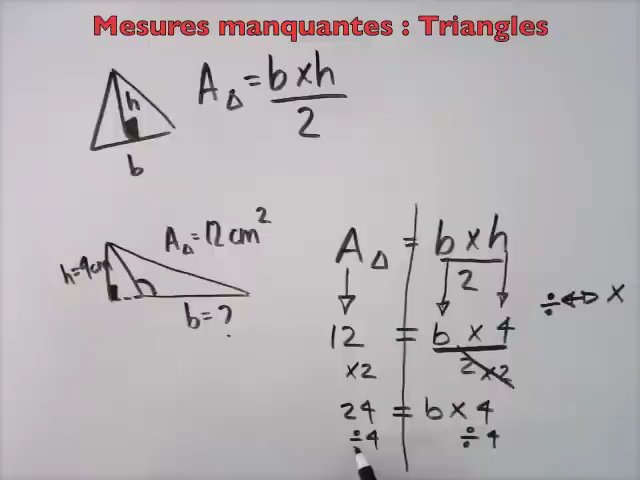 Mesures manquantes : Triangles
h
b
A△ = b x h
2
A△ = 12 cm²
h=4cm
b = ?
A△ = b x h
2
÷ ↔ x
12 = b x 4
x2 2 x2
24 = b x 4
÷4 ÷4